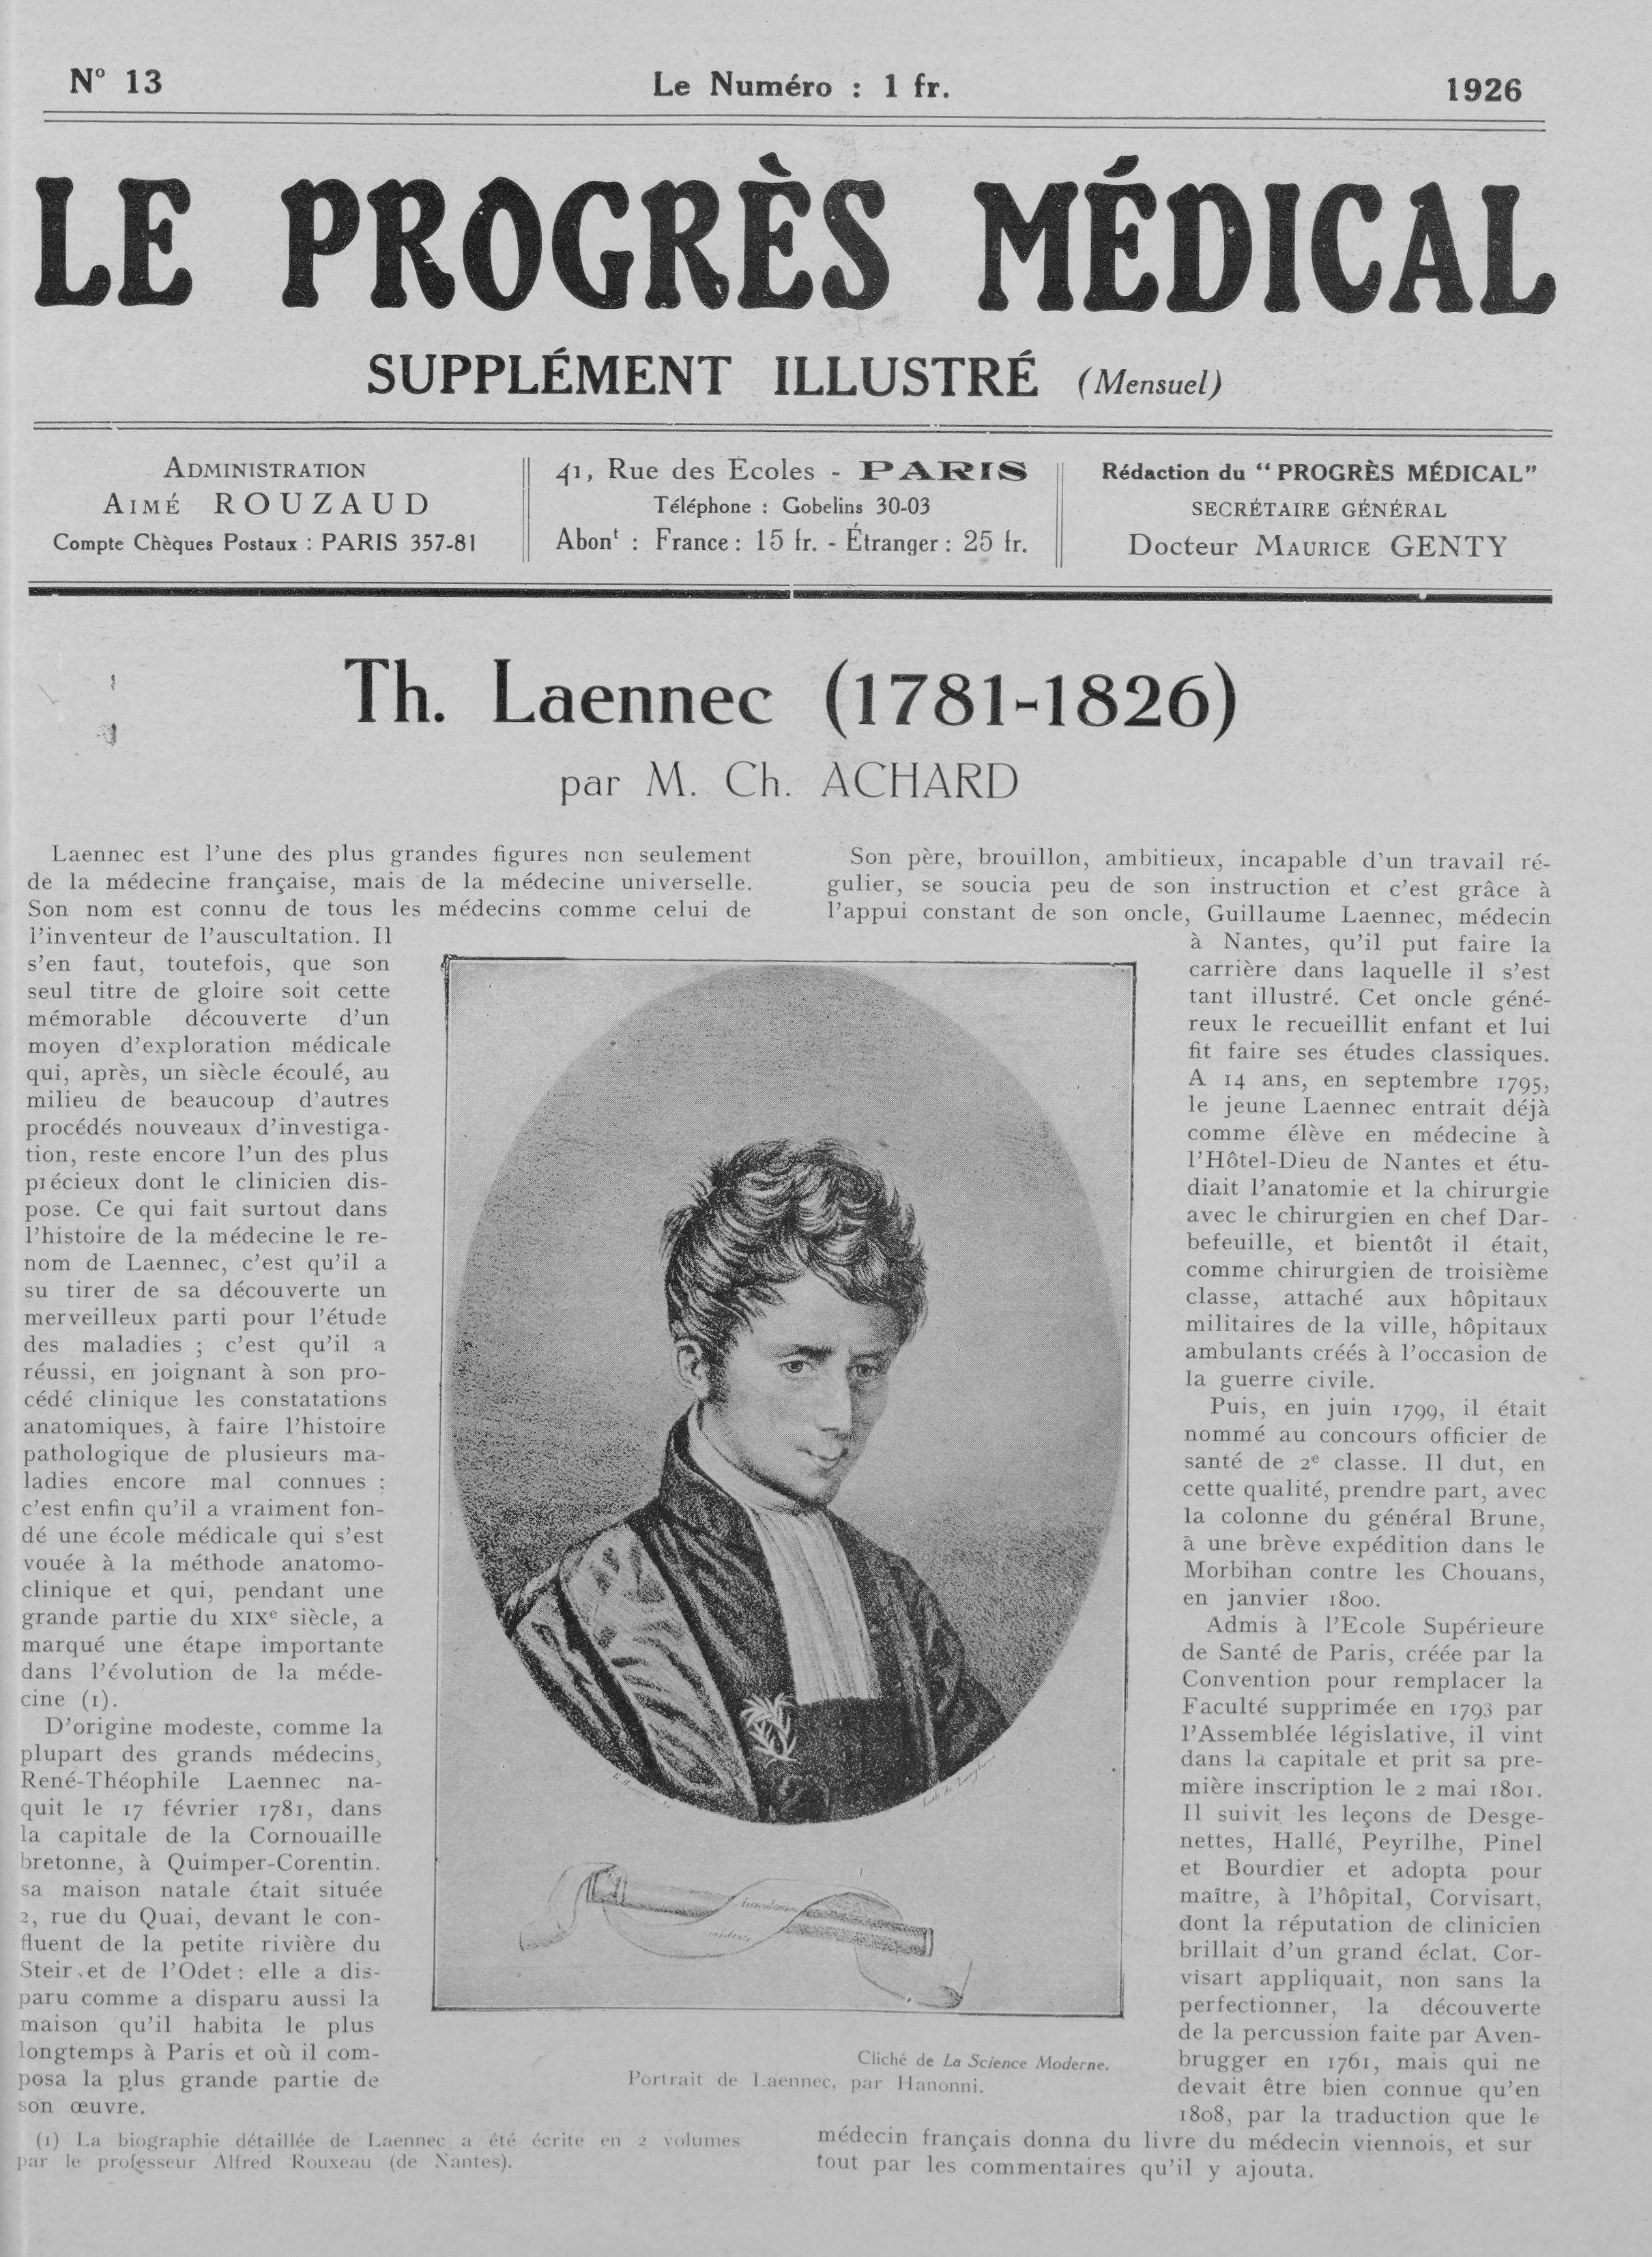 N° 13
Le Numéro : 1 fr.
1926
LE PROGRÈS MÉDICAL
SUPPLÉMENT ILLUSTRÉ (Mensuel)
ADMINISTRATION
AIMÉ ROUZAUD
Compte Chèques Postaux : PARIS 357-81
41, Rue des Ecoles - PARIS
Téléphone : Gobelins 30-03
Abonᵗ : France : 15 fr. - Étranger : 25 fr.
Rédaction du “ PROGRÈS MÉDICAL”
SECRÉTAIRE GÉNÉRAL
Docteur MAURICE GENTY
Th. Laennec (1781-1826)
par M. Ch. ACHARD
Laennec est l'une des plus grandes figures non seulement
de la médecine française, mais de la médecine universelle.
Son nom est connu de tous les médecins comme celui de
l'inventeur de l'auscultation. Il
s'en faut, toutefois, que son
seul titre de gloire soit cette
mémorable découverte d'un
moyen d'exploration médicale
qui, après, un siècle écoulé, au
milieu de beaucoup d'autres
procédés nouveaux d'investiga-
tion, reste encore l'un des plus
précieux dont le clinicien dis-
pose. Ce qui fait surtout dans
l'histoire de la médecine le re-
nom de Laennec, c'est qu'il a
su tirer de sa découverte un
merveilleux parti pour l'étude
des maladies ; c'est qu'il a
réussi, en joignant à son pro-
cédé clinique les constatations
anatomiques, à faire l'histoire
pathologique de plusieurs ma-
ladies encore mal connues ;
c'est enfin qu'il a vraiment fon-
dé une école médicale qui s'est
vouée à la méthode anatomo-
clinique et qui, pendant une
grande partie du XIXᵉ siècle, a
marqué une étape importante
dans l'évolution de la méde-
cine (1).
D'origine modeste, comme la
plupart des grands médecins,
René-Théophile Laennec na-
quit le 17 février 1781, dans
la capitale de la Cornouaille
bretonne, à Quimper-Corentin.
sa maison natale était située
2, rue du Quai, devant le con-
fluent de la petite rivière du
Steir et de l'Odet : elle a dis-
paru comme a disparu aussi la
maison qu'il habita le plus
longtemps à Paris et où il com-
posa la plus grande partie de
son œuvre.
(1) La biographie détaillée de Laennec a été écrite en 2 volumes
par le professeur Alfred Rouxeau (de Nantes).
Cliché de La Science Moderne.
Portrait de Laennec, par Hanonni.
Son père, brouillon, ambitieux, incapable d'un travail ré-
gulier, se soucia peu de son instruction et c'est grâce à
l'appui constant de son oncle, Guillaume Laennec, médecin
à Nantes, qu'il put faire la
carrière dans laquelle il s'est
tant illustré. Cet oncle géné-
reux le recueillit enfant et lui
fit faire ses études classiques.
A 14 ans, en septembre 1795,
le jeune Laennec entrait déjà
comme élève en médecine à
l'Hôtel-Dieu de Nantes et étu-
diait l'anatomie et la chirurgie
avec le chirurgien en chef Dar-
befeuille, et bientôt il était,
comme chirurgien de troisième
classe, attaché aux hôpitaux
militaires de la ville, hôpitaux
ambulants créés à l'occasion de
la guerre civile.
Puis, en juin 1799, il était
nommé au concours officier de
santé de 2ᵉ classe. Il dut, en
cette qualité, prendre part, avec
la colonne du général Brune,
à une brève expédition dans le
Morbihan contre les Chouans,
en janvier 1800.
Admis à l'Ecole Supérieure
de Santé de Paris, créée par la
Convention pour remplacer la
Faculté supprimée en 1793 par
l'Assemblée législative, il vint
dans la capitale et prit sa pre-
mière inscription le 2 mai 1801.
Il suivit les leçons de Desge-
nettes, Hallé, Peyrilhe, Pinel
et Bourdier et adopta pour
maître, à l'hôpital, Corvisart,
dont la réputation de clinicien
brillait d'un grand éclat. Cor-
visart appliquait, non sans la
perfectionner, la découverte
de la percussion faite par Aven-
brugger en 1761, mais qui ne
devait être bien connue qu'en
1808, par la traduction que le
médecin français donna du livre du médecin viennois, et sur
tout par les commentaires qu'il y ajouta.